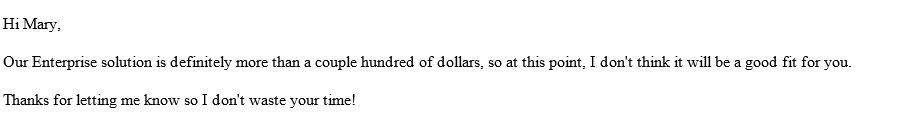 Hi Mary,
Our Enterprise solution is definitely more than a couple hundred of dollars, so at this point, I don't think it will be a good fit for you.
Thanks for letting me know so I don't waste your time!